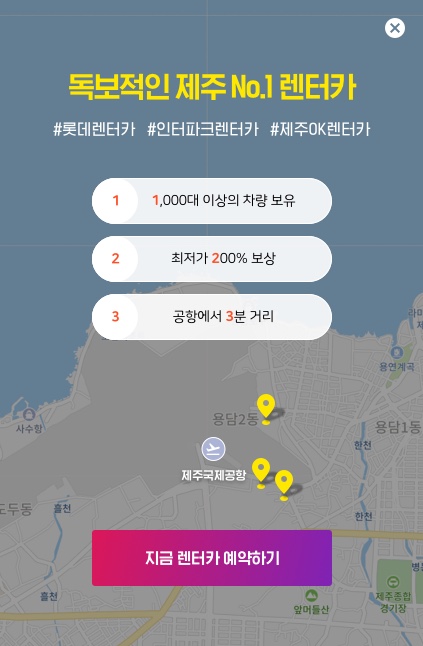 독보적인 제주 No.1 렌터카
#롯데렌터카 #인터파크렌터카 #제주OK렌터카
1 1,000대 이상의 차량 보유
2 최저가 200% 보상
3 공항에서 3분 거리
용연계곡
사수항
용담2동
용담1동
한천
제주국제공항
도두동
흘천
한천
지금 렌터카 예약하기
흘천
앞머들산
제주종합
경기장